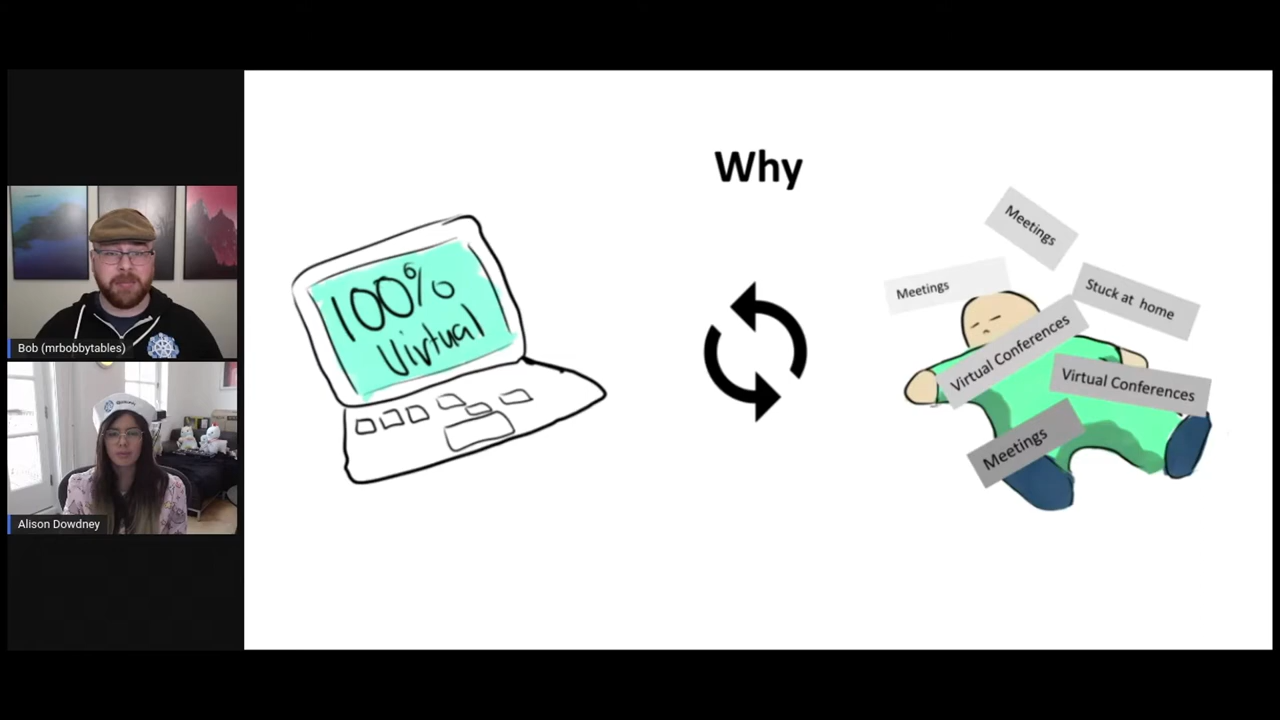 Why
100%
Virtual
Meetings
Meetings
Stuck at home
Virtual Conferences
Virtual Conferences
Meetings
Bob (mrbobbytables)
Alison Dowdney